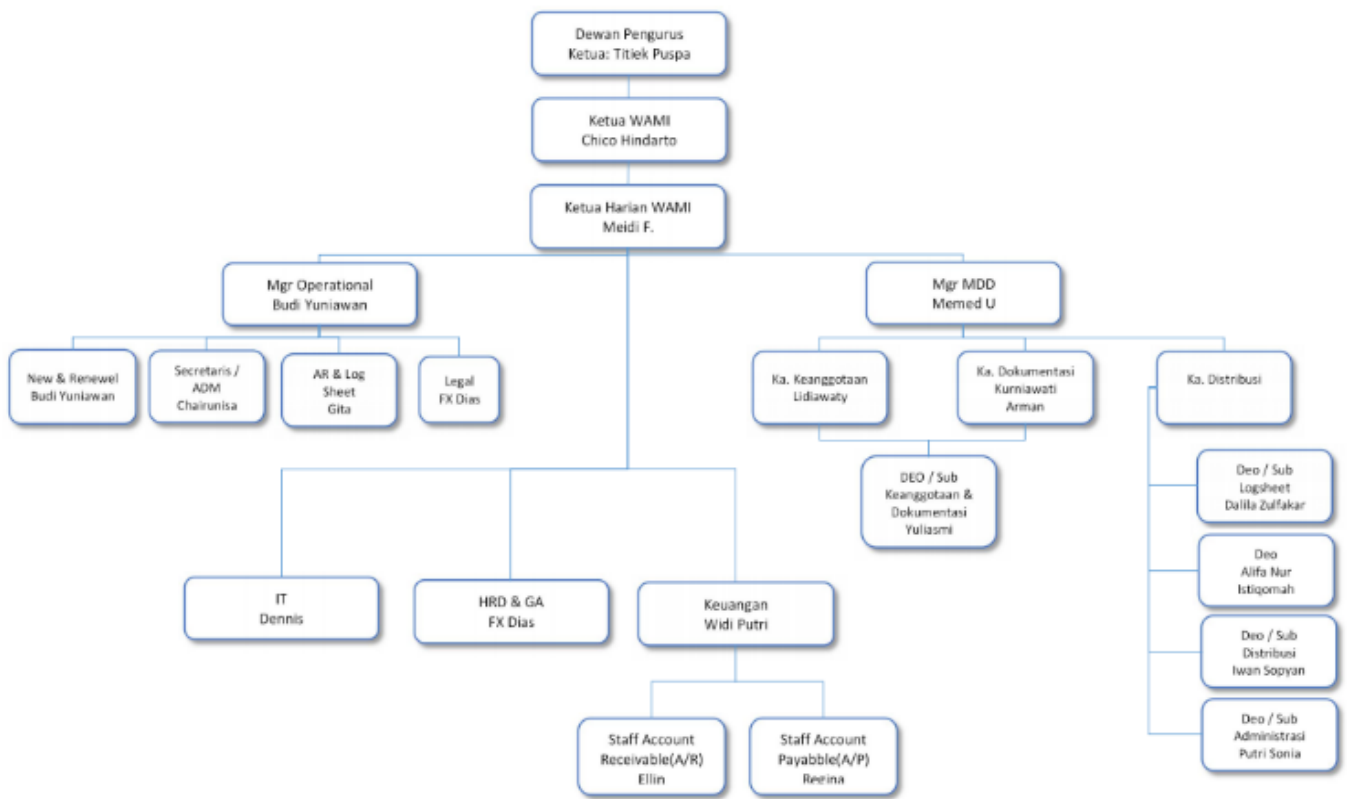 Dewan Pengurus
Ketua: Titiek Puspa
Ketua WAMI
Chico Hindarto
Ketua Harian WAMI
Meidi F.
Mgr Operational
Budi Yuniawan
Mgr MDD
Memed U
New & Renewel
Budi Yuniawan
Secretaris /
ADM
Chairunisa
AR & Log
Sheet
Gita
Legal
FX Dias
Ka. Keanggotaan
Lidiawaty
Ka. Dokumentasi
Kurniawati
Arman
Ka. Distribusi
DEO / Sub
Keanggotaan &
Dokumentasi
Yuliasmi
Deo / Sub
Logsheet
Dalila Zulfakar
Deo
Alifa Nur
Istiqomah
Deo / Sub
Distribusi
Iwan Sopyan
Deo / Sub
Administrasi
Putri Sonia
IT
Dennis
HRD & GA
FX Dias
Keuangan
Widi Putri
Staff Account
Receivable(A/R)
Ellin
Staff Account
Payabble(A/P)
Regina